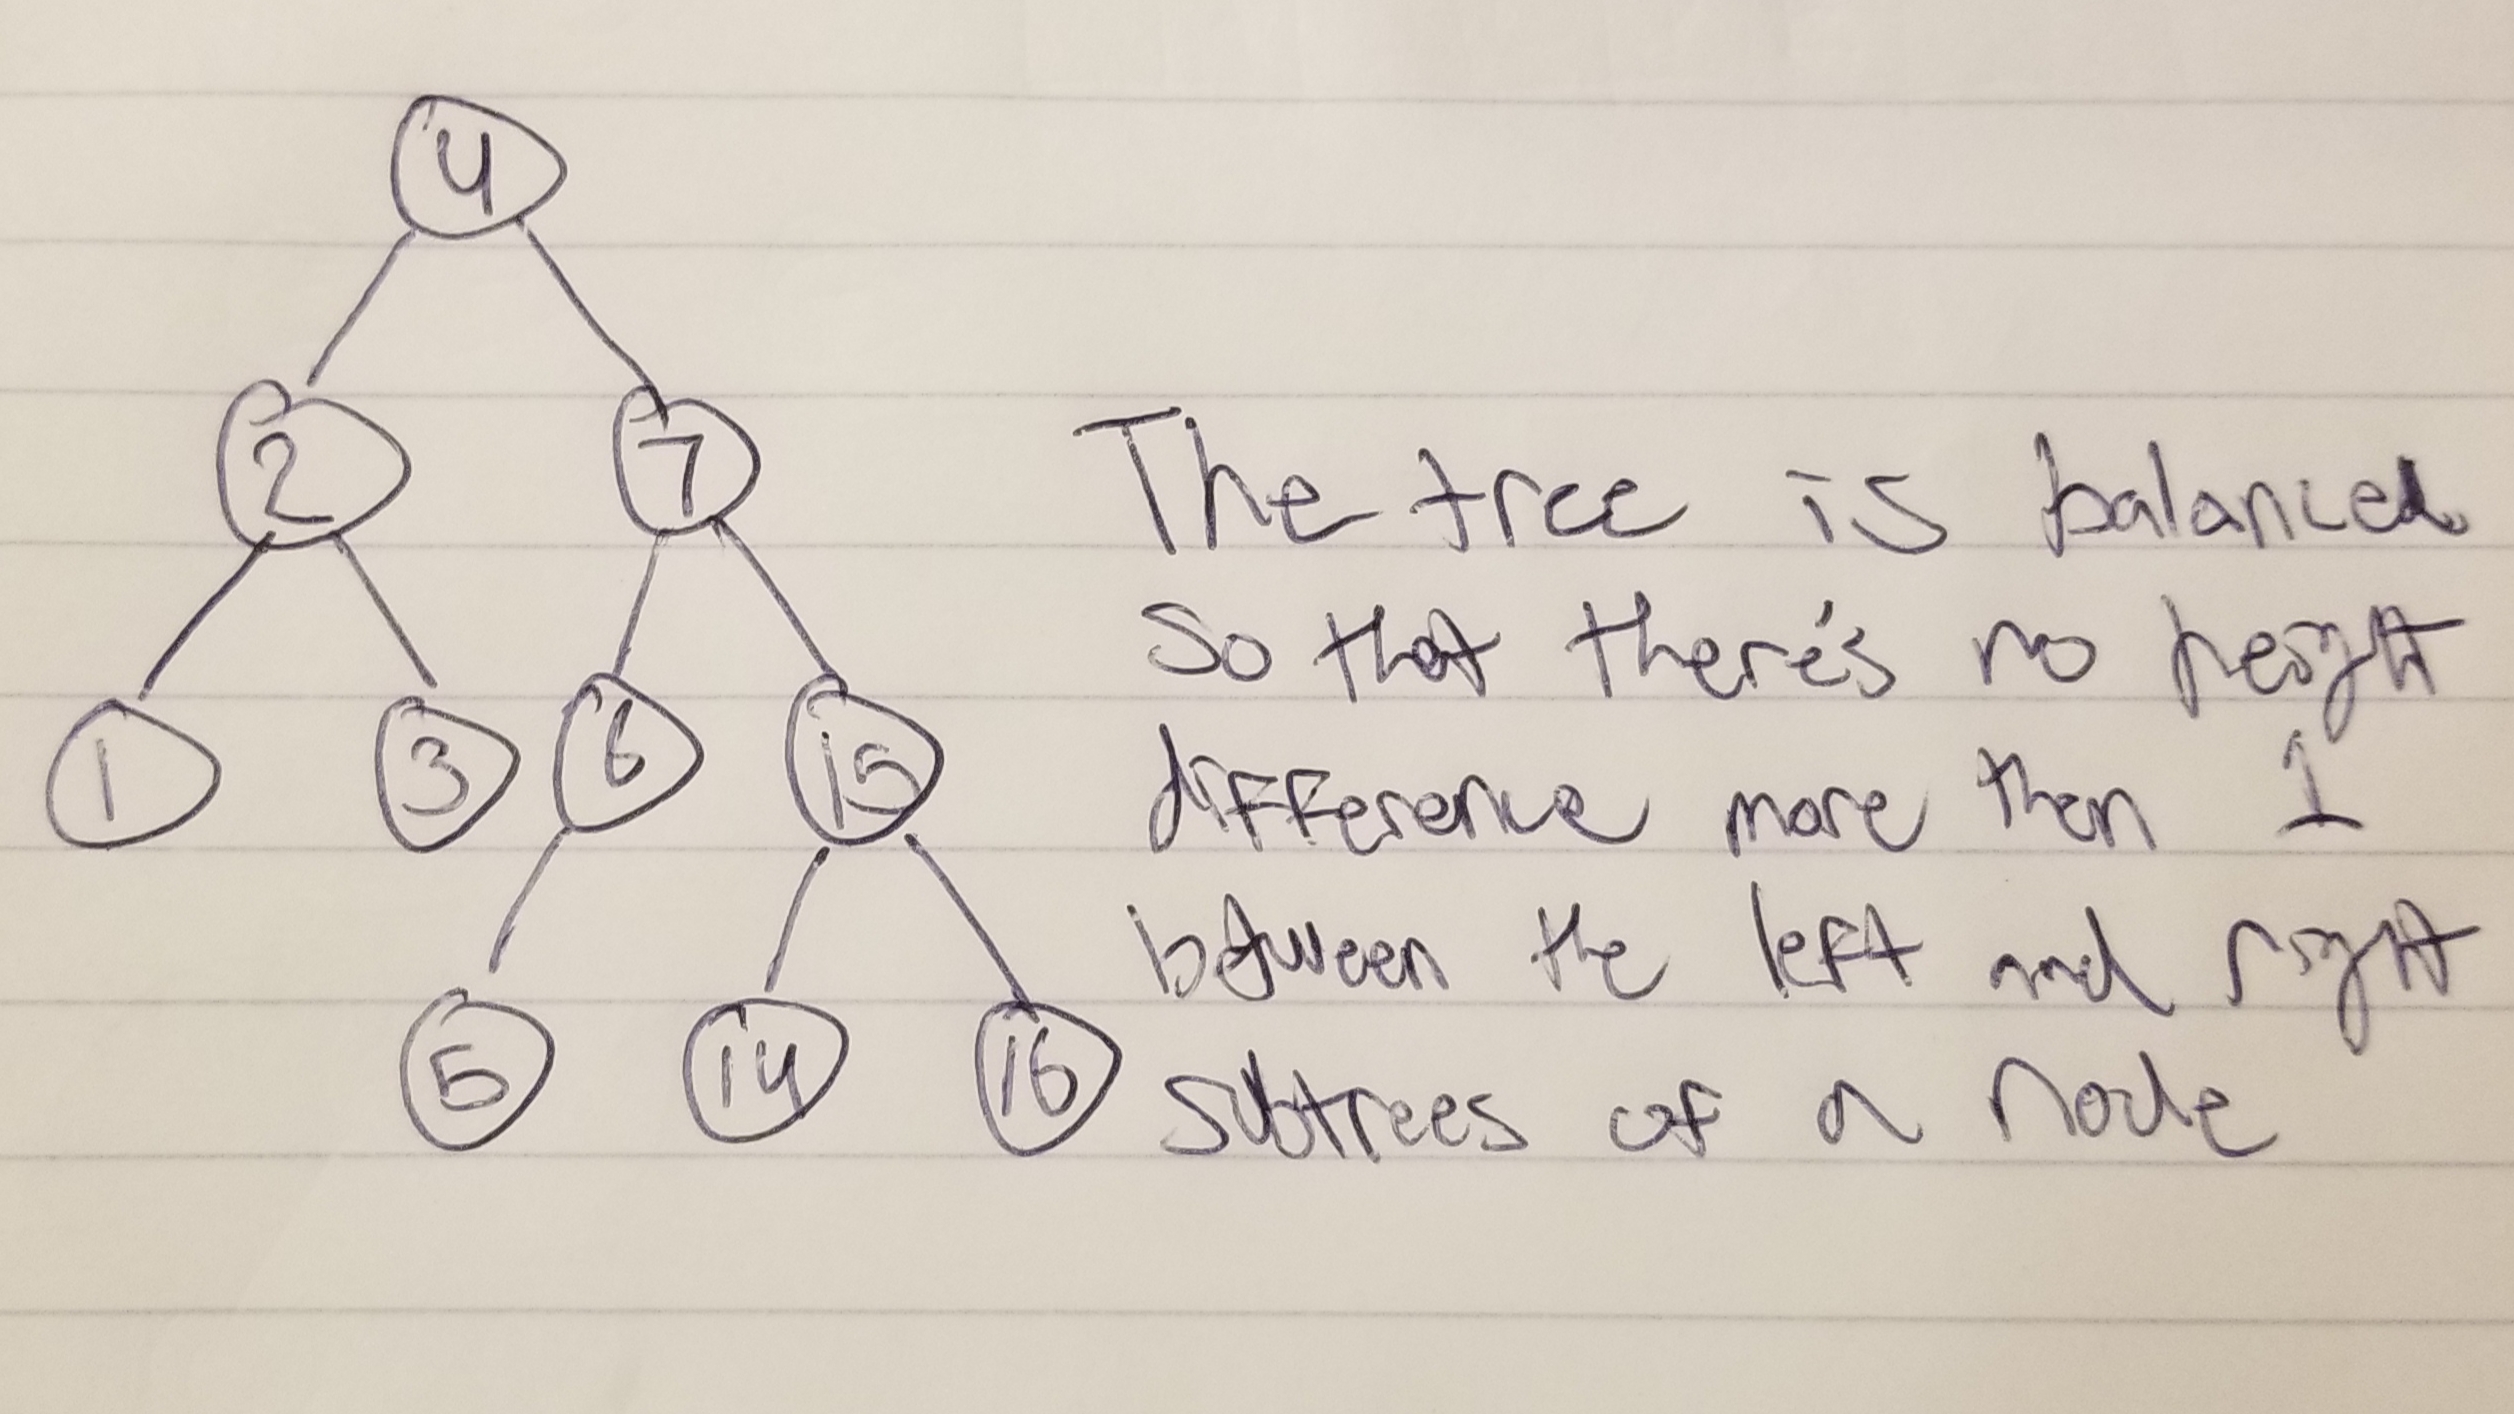 4
2 7
1 3 6 15
5 14 16
The tree is balanced
so that there's no height
difference more then 1
between the left and right
subtrees of a node